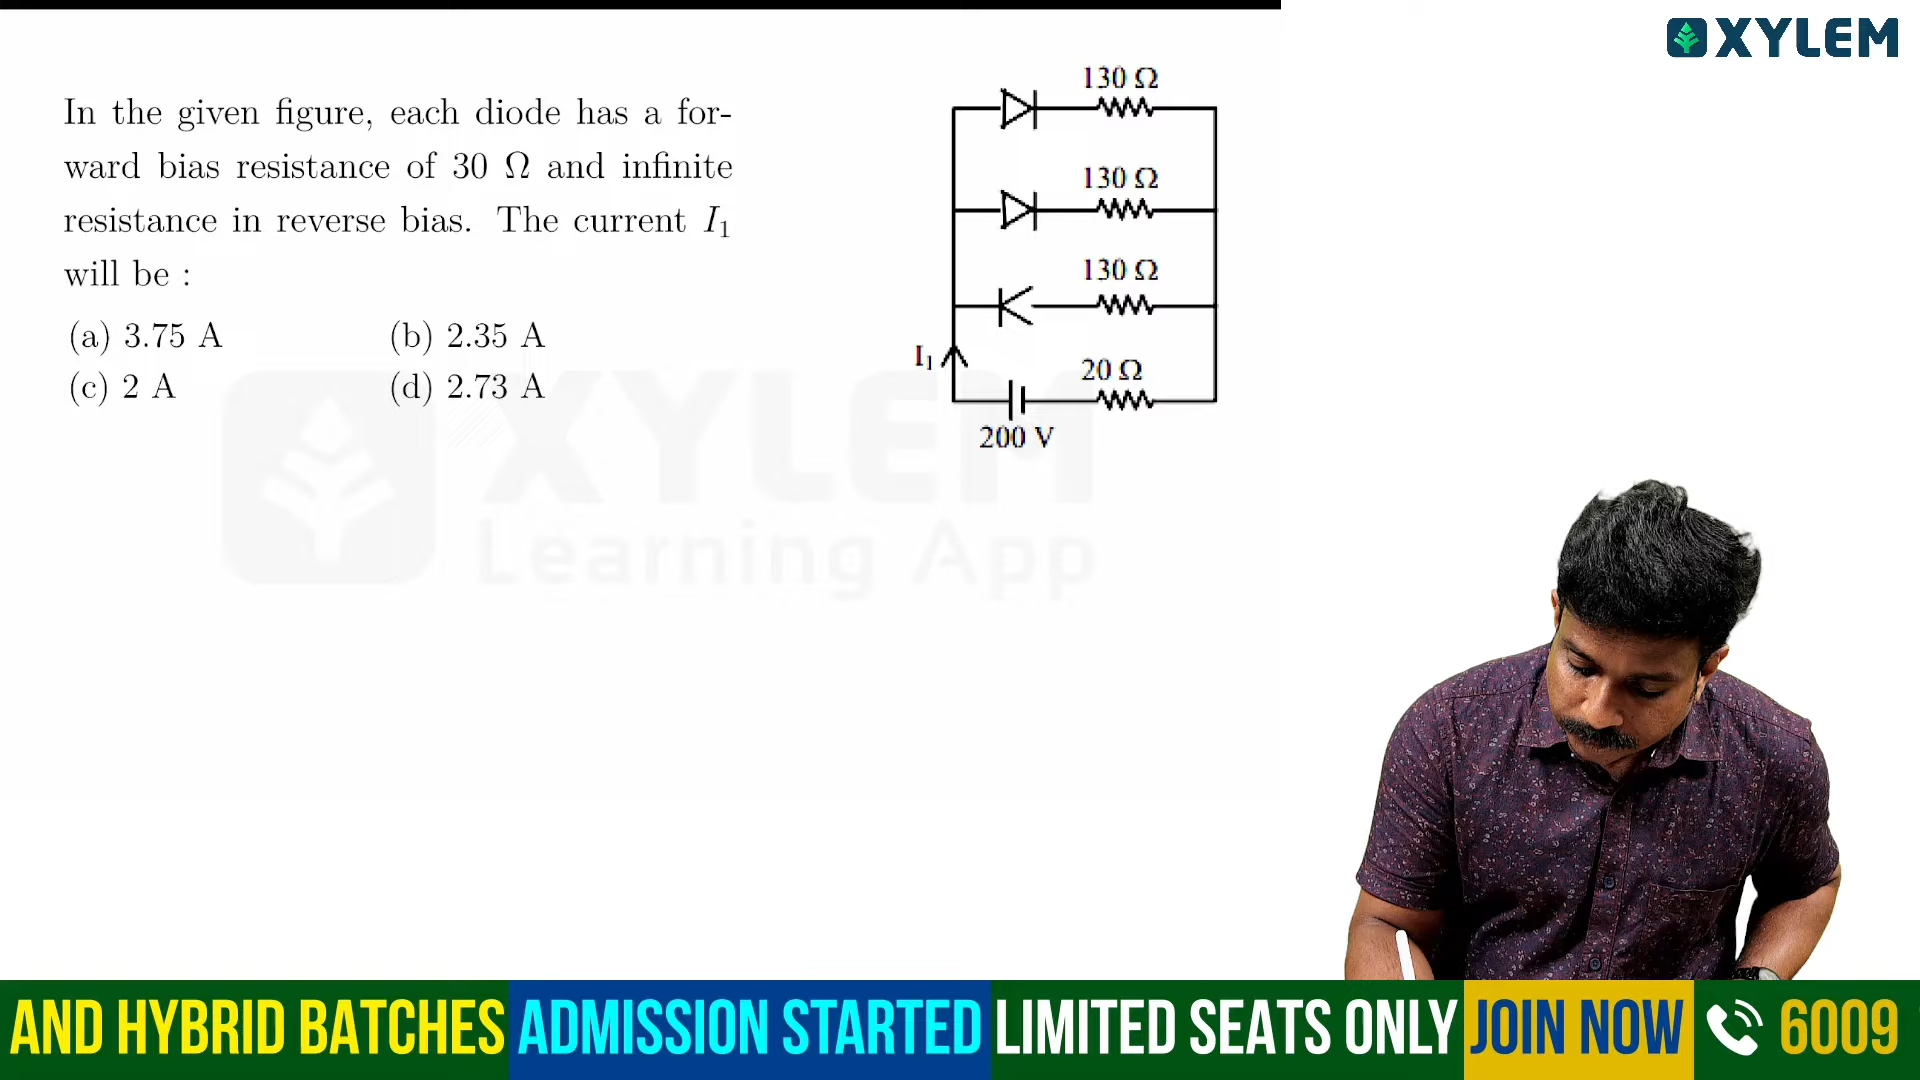 XYLEM
In the given figure, each diode has a for-
ward bias resistance of 30 Ω and infinite
resistance in reverse bias. The current I₁
will be :
(a) 3.75 A (b) 2.35 A
(c) 2 A (d) 2.73 A
130 Ω
130 Ω
130 Ω
I₁
20 Ω
200 V
XYLEM
Learning App
AND HYBRID BATCHES ADMISSION STARTED LIMITED SEATS ONLY JOIN NOW 6009